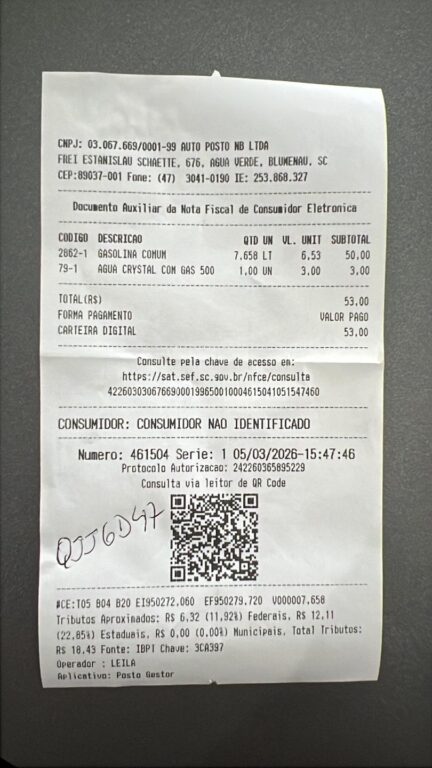 CNPJ: 03.067.669/0001-99 AUTO POSTO NB LTDA
FREI ESTANISLAU SCHAETTE, 676, AGUA VERDE, BLUMENAU, SC
CEP:89037-001 Fone: (47) 3041-0190 IE: 253.868.327
Documento Auxiliar da Nota Fiscal de Consumidor Eletronica
CODIGO DESCRICAO QTD UN VL. UNIT SUBTOTAL
2862-1 GASOLINA COMUM 7.658 LT 6,53 50,00
79-1 AGUA CRYSTAL COM GAS 500 1.00 UN 3.00 3,00
TOTAL(R$) 53,00
FORMA PAGAMENTO VALOR PAGO
CARTEIRA DIGITAL 53,00
Consulte pela chave de acesso em:
https://sat.sef.sc.gov.br/nfce/consulta
42260303067669000199650010004615041051547460
CONSUMIDOR: CONSUMIDOR NAO IDENTIFICADO
Numero: 461504 Serie: 1 05/03/2026-15:47:46
Protocolo Autorizacao: 242260365895229
Consulta via leitor de QR Code
QJJ6D47
#CE:T05 B04 B20 EI950272.060 EF950279.720 V000007.658
Tributos Aproximados: R$ 6,32 (11,92%) Federais, R$ 12,11
(22,85%) Estaduais, R$ 0,00 (0,00%) Municipais, Total Tributos:
R$ 18,43 Fonte: IBPT Chave: 3CA397
Operador : LEILA
Aplicativo: Posto Gestor